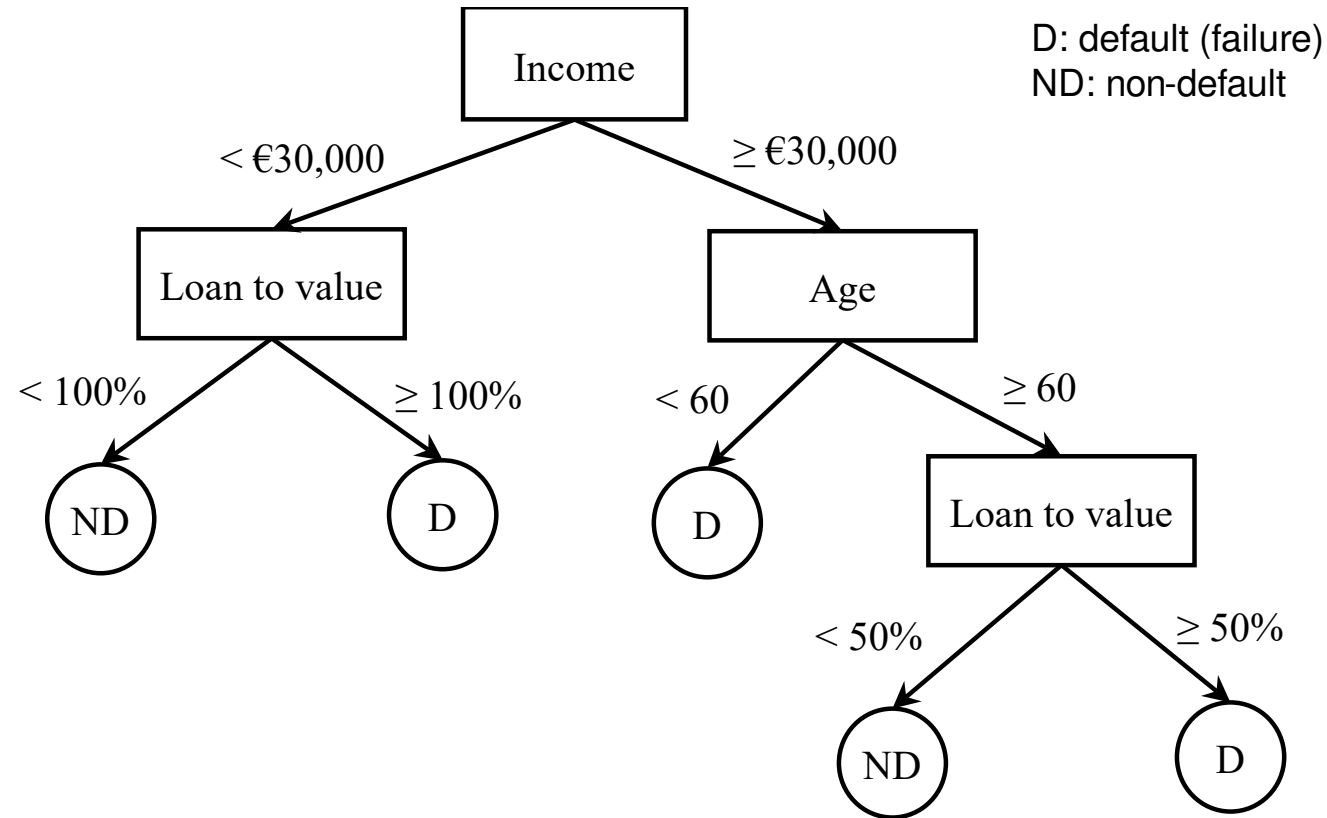 Income
D: default (failure)
ND: non-default
< €30,000
≥ €30,000
Loan to value
Age
< 100%
≥ 100%
< 60
≥ 60
ND
D
D
Loan to value
< 50%
≥ 50%
ND
D